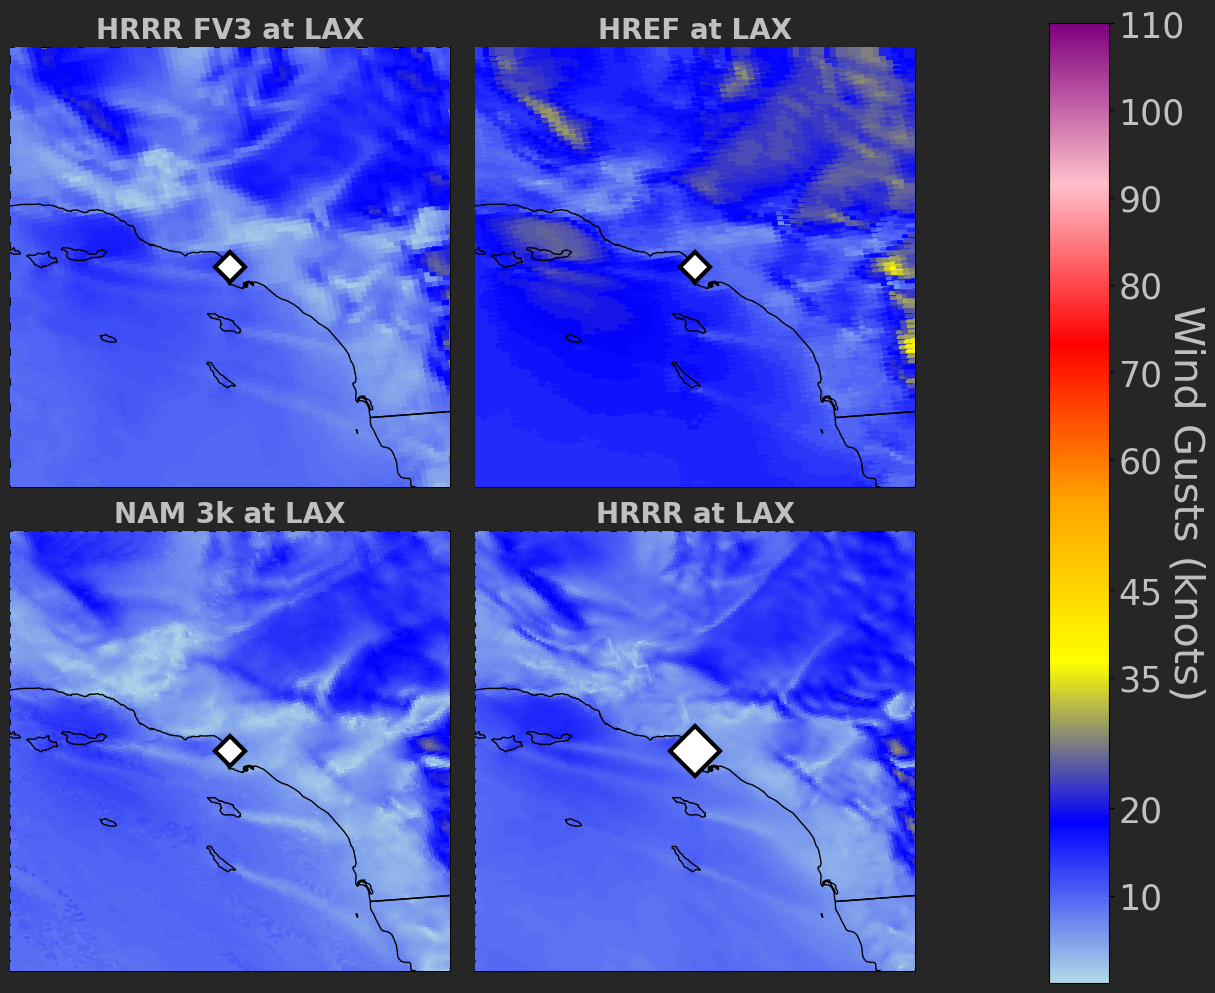 HRRR FV3 at LAX
HREF at LAX
NAM 3k at LAX
HRRR at LAX
110
100
90
80
70
60
45
35
20
10
Wind Gusts (knots)